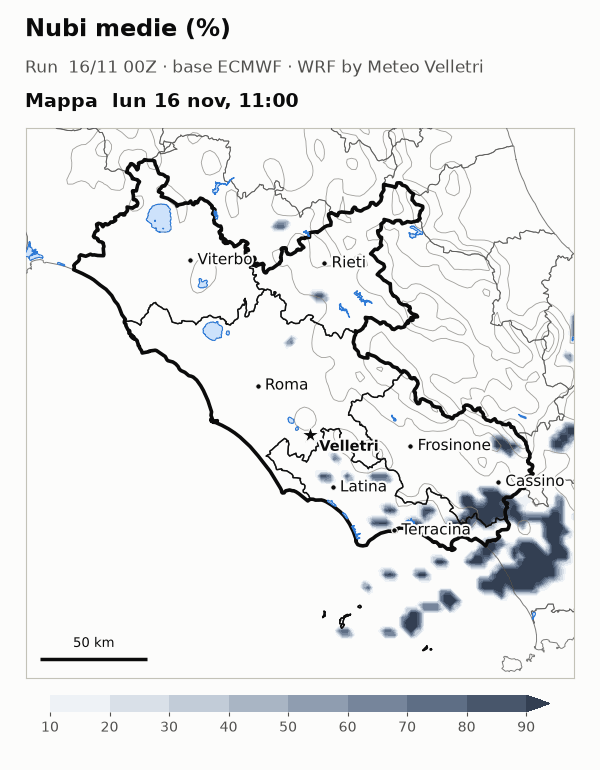 Nubi medie (%)
Run  16/11 00Z · base ECMWF · WRF by Meteo Velletri
Mappa  lun 16 nov, 11:00
Viterbo
Rieti
Roma
Velletri
Frosinone
Latina
Cassino
Terracina
50 km
10 20 30 40 50 60 70 80 90